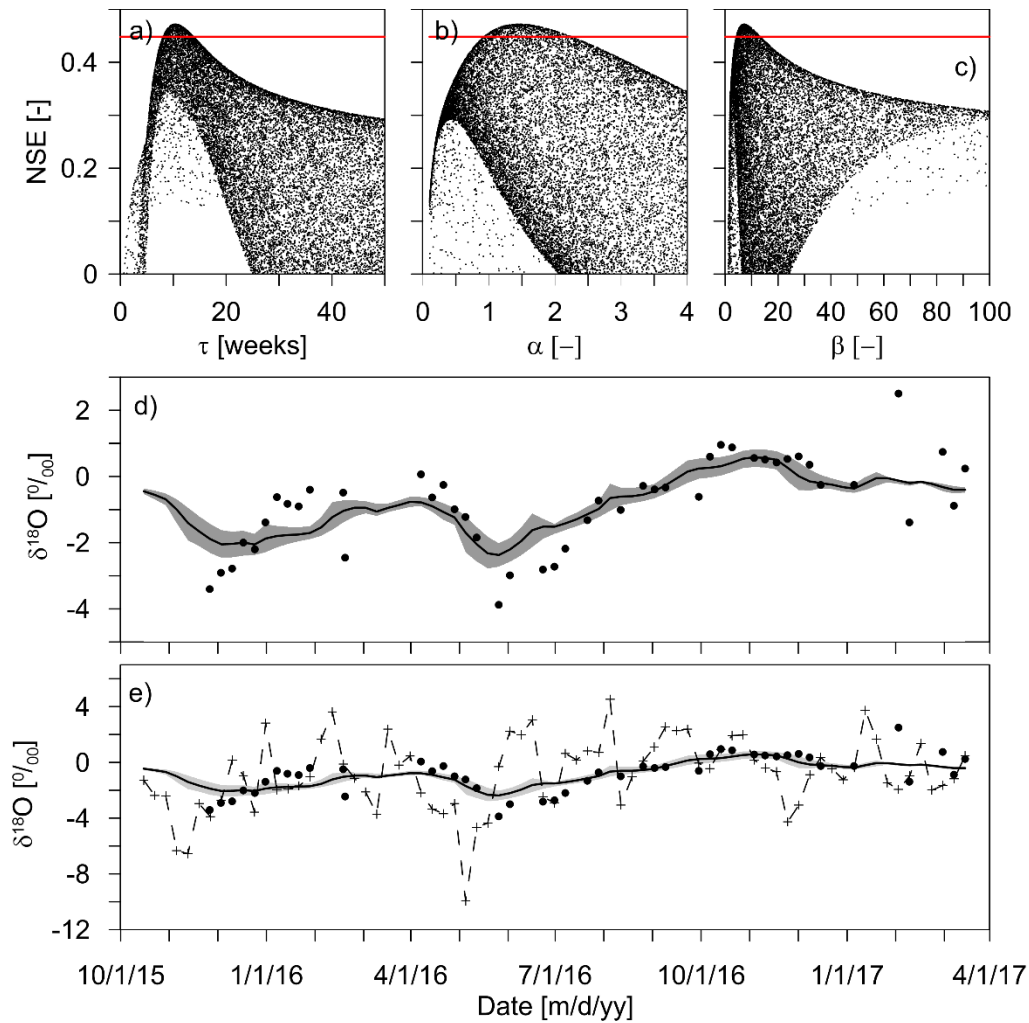 a)
b)
c)
NSE [-]
0.4
0.2
0
0 20 40
0 1 2 3 4
0 20 40 60 80 100
τ [weeks]
α [−]
β [−]
d)
δ¹⁸O [⁰/₀₀]
2
0
-2
-4
e)
δ¹⁸O [⁰/₀₀]
4
0
-4
-8
-12
10/1/15 1/1/16 4/1/16 7/1/16 10/1/16 1/1/17 4/1/17
Date [m/d/yy]